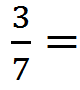 3/7 =